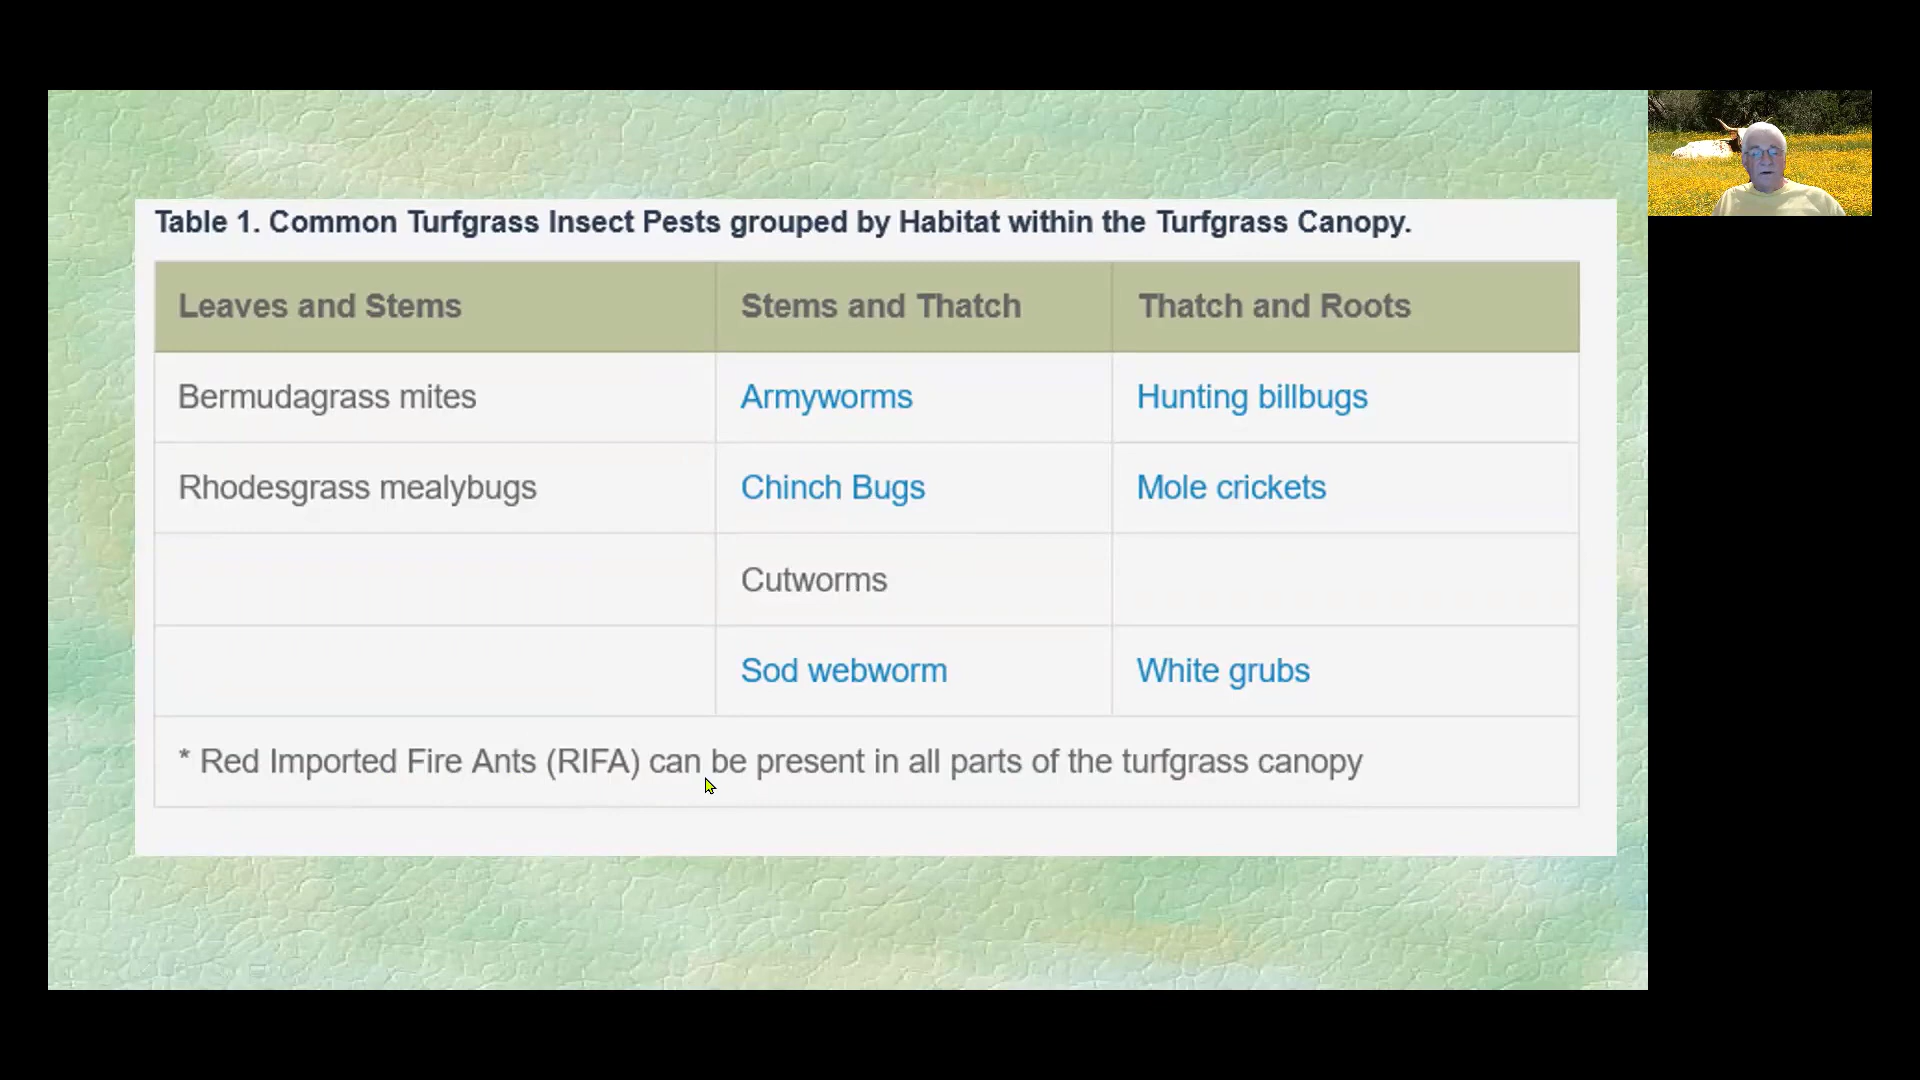 Table 1. Common Turfgrass Insect Pests grouped by Habitat within the Turfgrass Canopy.
Leaves and Stems Stems and Thatch Thatch and Roots
Bermudagrass mites Armyworms Hunting billbugs
Rhodesgrass mealybugs Chinch Bugs Mole crickets
Cutworms
Sod webworm White grubs
* Red Imported Fire Ants (RIFA) can be present in all parts of the turfgrass canopy